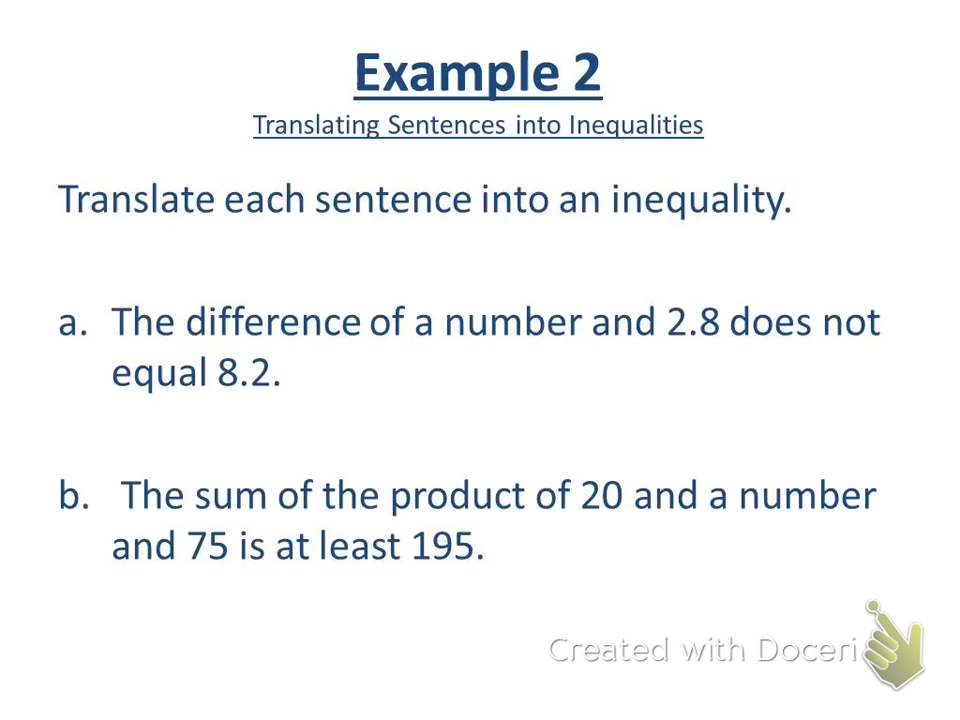 Example 2
Translating Sentences into Inequalities
Translate each sentence into an inequality.
a. The difference of a number and 2.8 does not
equal 8.2.
b. The sum of the product of 20 and a number
and 75 is at least 195.
Created with Doceri